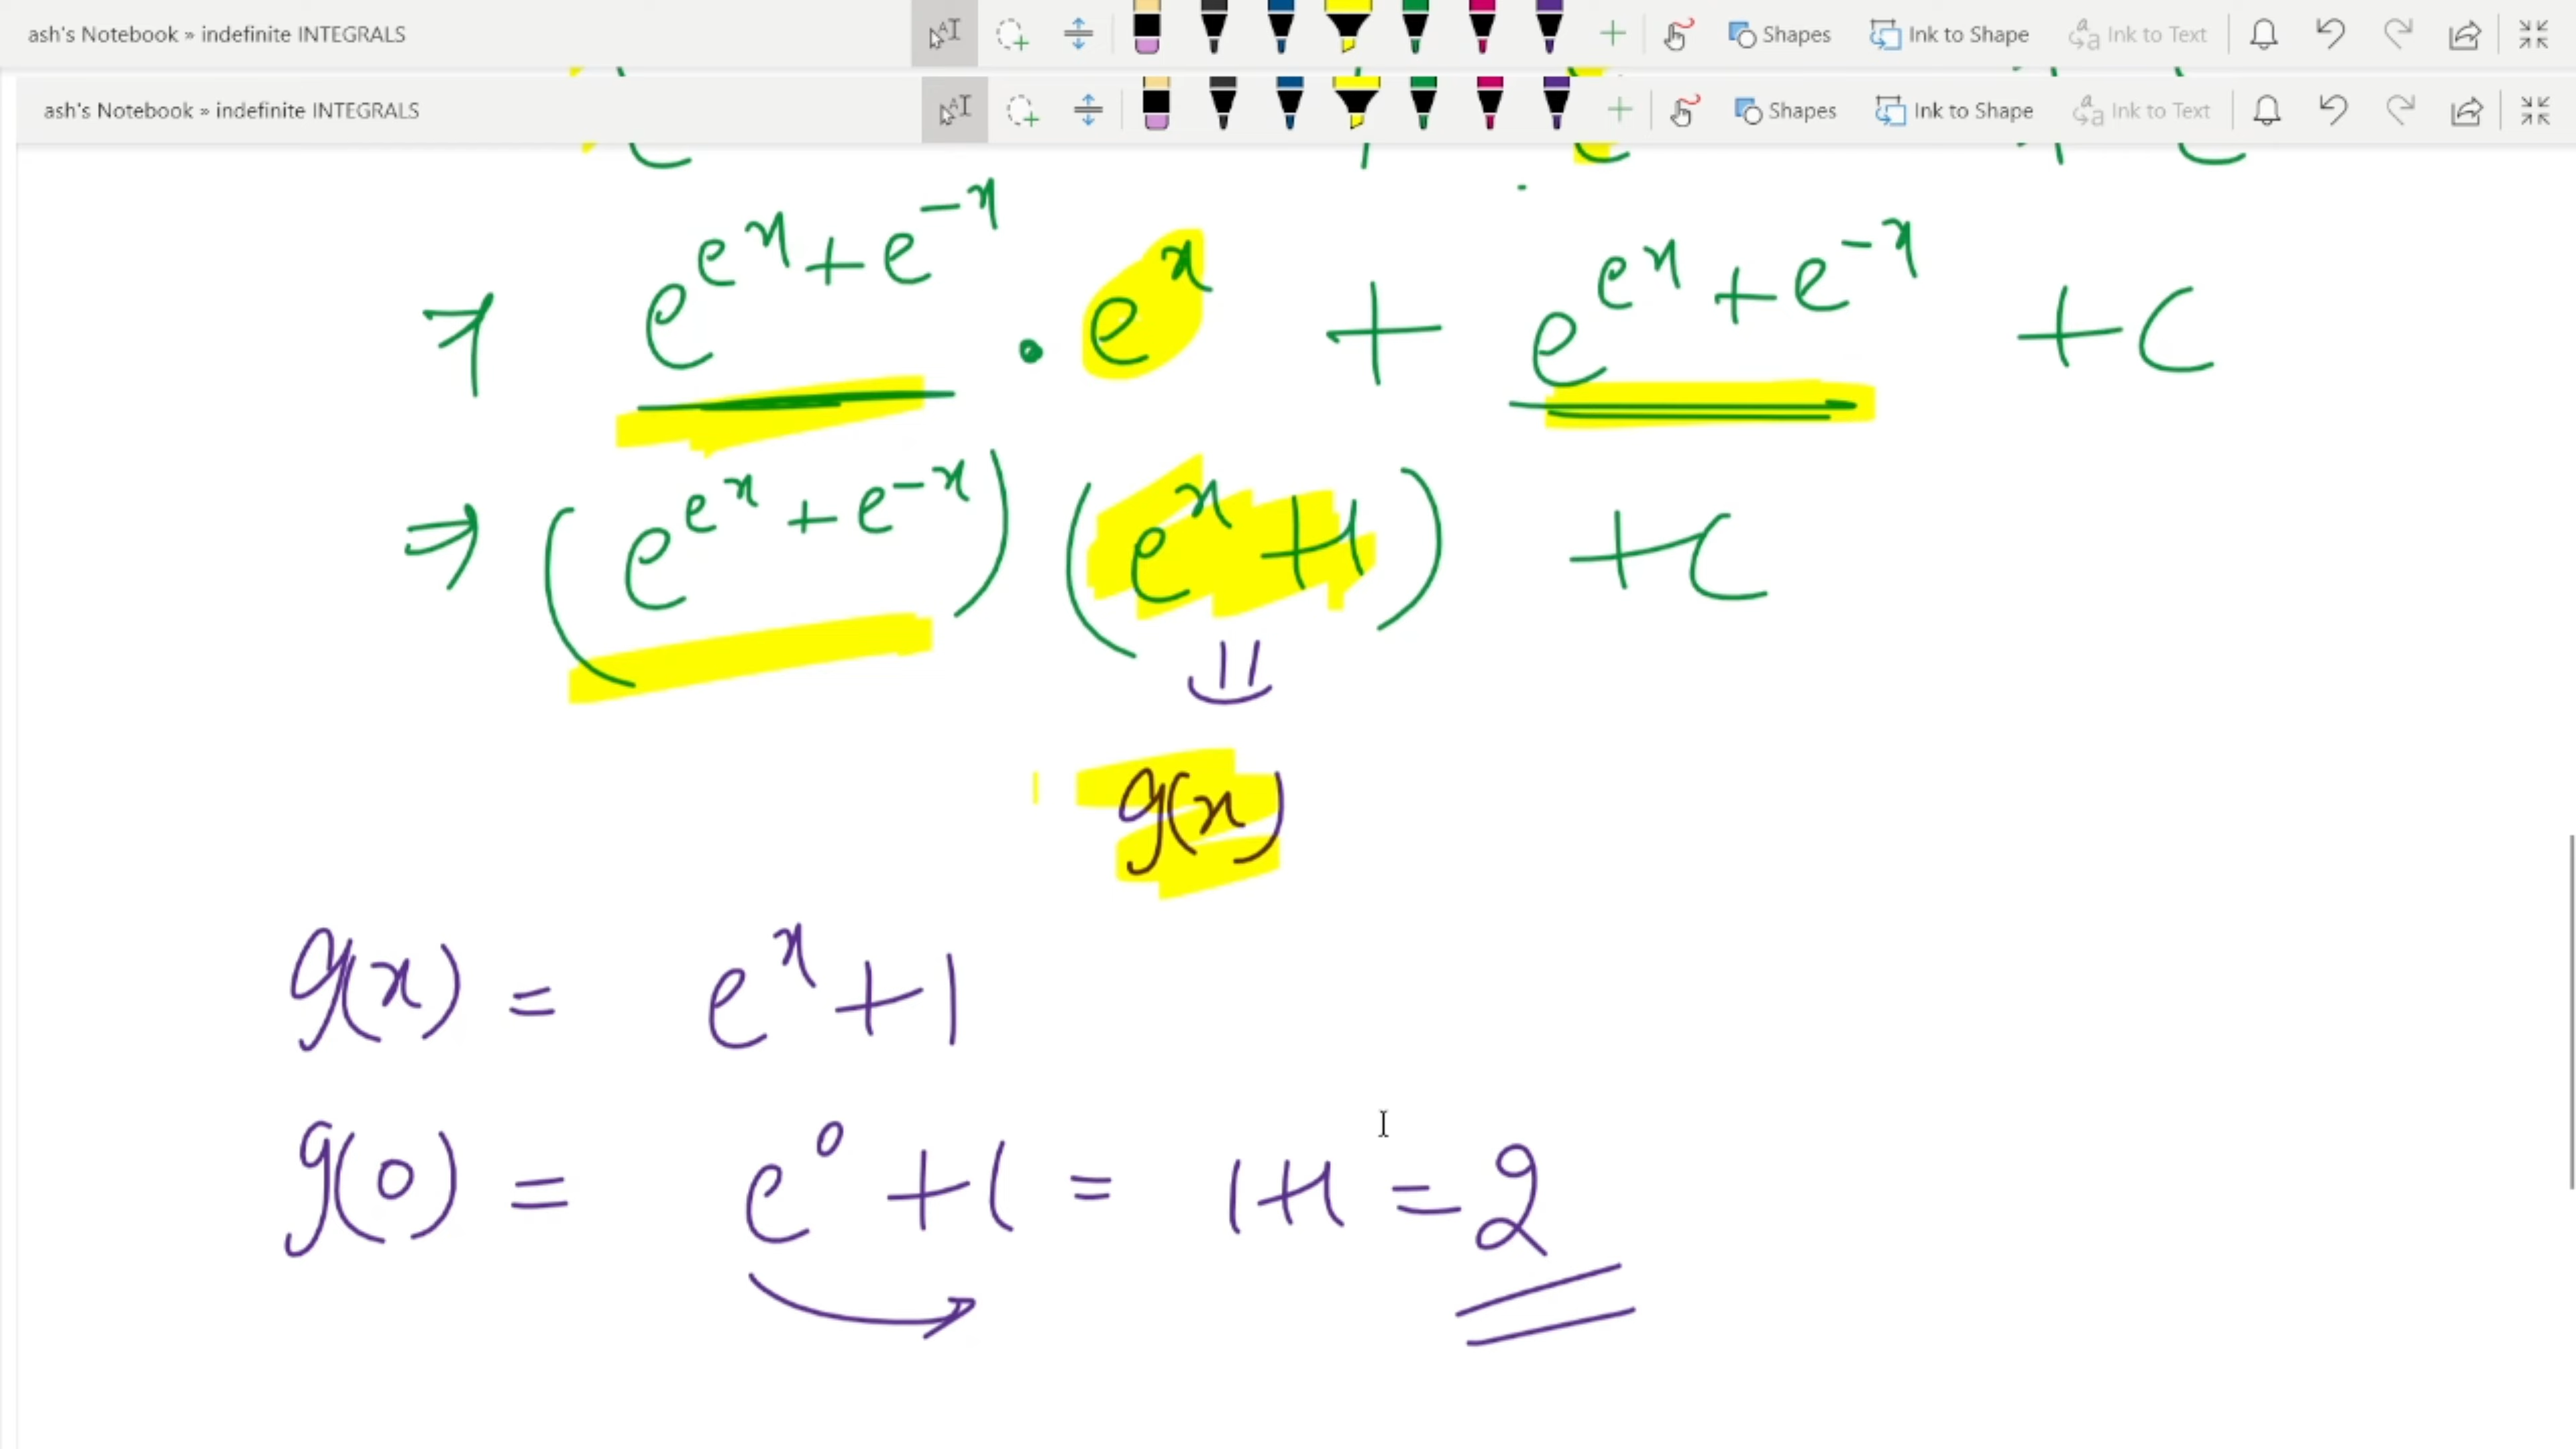 ash's Notebook » indefinite INTEGRALS Shapes Ink to Shape Ink to Text
ash's Notebook » indefinite INTEGRALS Shapes Ink to Shape Ink to Text
⇒ e^{e^x + e^{-x}} . e^x + e^{e^x + e^{-x}} + C
⇒ (e^{e^x + e^{-x}}) (e^x + 1) + C
g(x)
g(x) = e^x + 1
g(0) = e^0 + 1 = 1+1 = 2